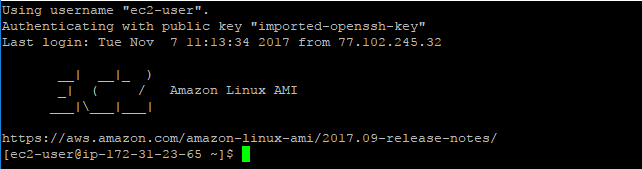 Using username "ec2-user".
Authenticating with public key "imported-openssh-key"
Last login: Tue Nov  7 11:13:34 2017 from 77.102.245.32
       __|  __|_  )
       _|  (     /   Amazon Linux AMI
      ___|\___|___|
https://aws.amazon.com/amazon-linux-ami/2017.09-release-notes/
[ec2-user@ip-172-31-23-65 ~]$